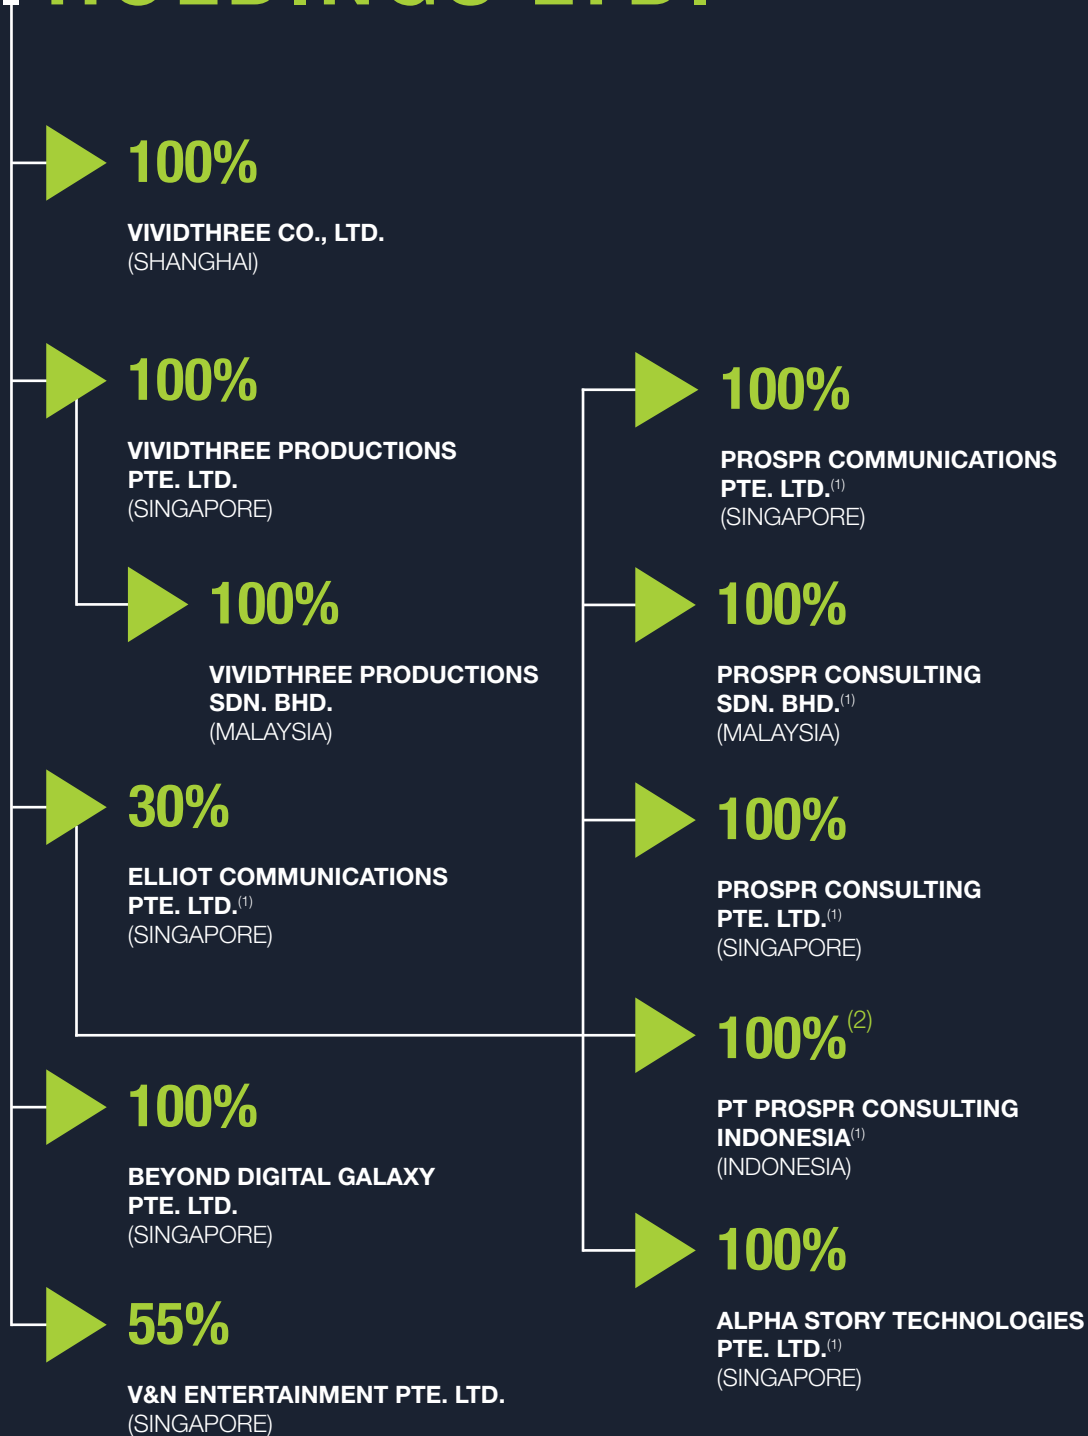 HOLDINGS LTD.
100%
VIVIDTHREE CO., LTD.
(SHANGHAI)
100%
VIVIDTHREE PRODUCTIONS
PTE. LTD.
(SINGAPORE)
100%
VIVIDTHREE PRODUCTIONS
SDN. BHD.
(MALAYSIA)
30%
ELLIOT COMMUNICATIONS
PTE. LTD.(1)
(SINGAPORE)
100%
BEYOND DIGITAL GALAXY
PTE. LTD.
(SINGAPORE)
55%
V&N ENTERTAINMENT PTE. LTD.
(SINGAPORE)
100%
PROSPR COMMUNICATIONS
PTE. LTD.(1)
(SINGAPORE)
100%
PROSPR CONSULTING
SDN. BHD.(1)
(MALAYSIA)
100%
PROSPR CONSULTING
PTE. LTD.(1)
(SINGAPORE)
100%(2)
PT PROSPR CONSULTING
INDONESIA(1)
(INDONESIA)
100%
ALPHA STORY TECHNOLOGIES
PTE. LTD.(1)
(SINGAPORE)